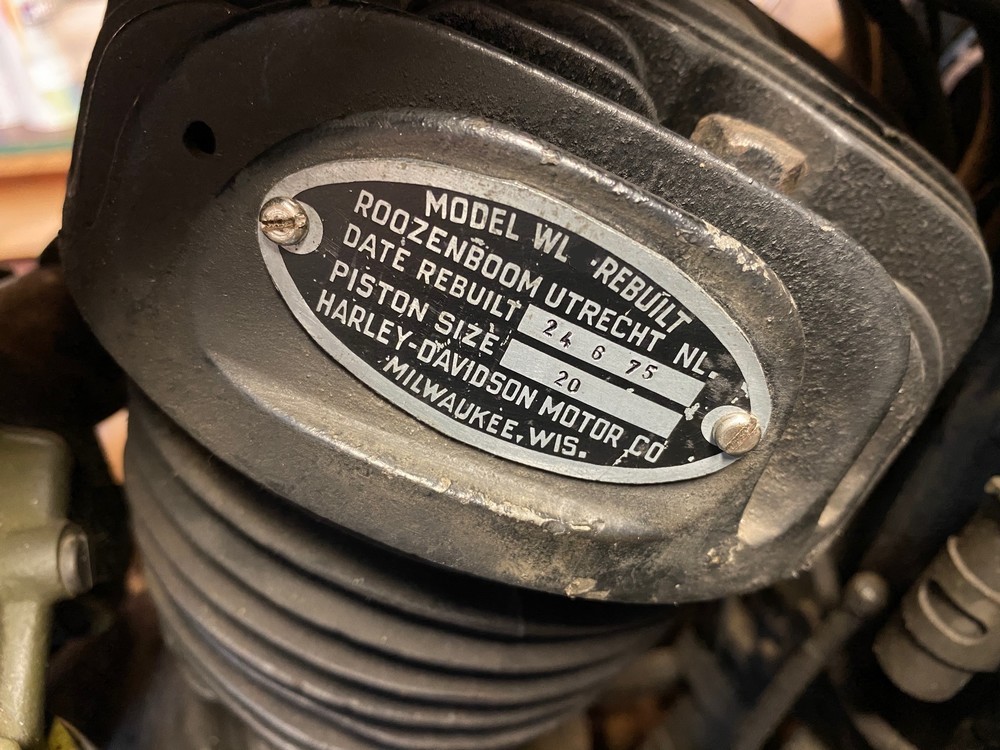 MODEL WL REBUILT
ROOZENBOOM UTRECHT NL.
DATE REBUILT 24 6 75
PISTON SIZE 20
HARLEY-DAVIDSON MOTOR CO
MILWAUKEE, WIS.